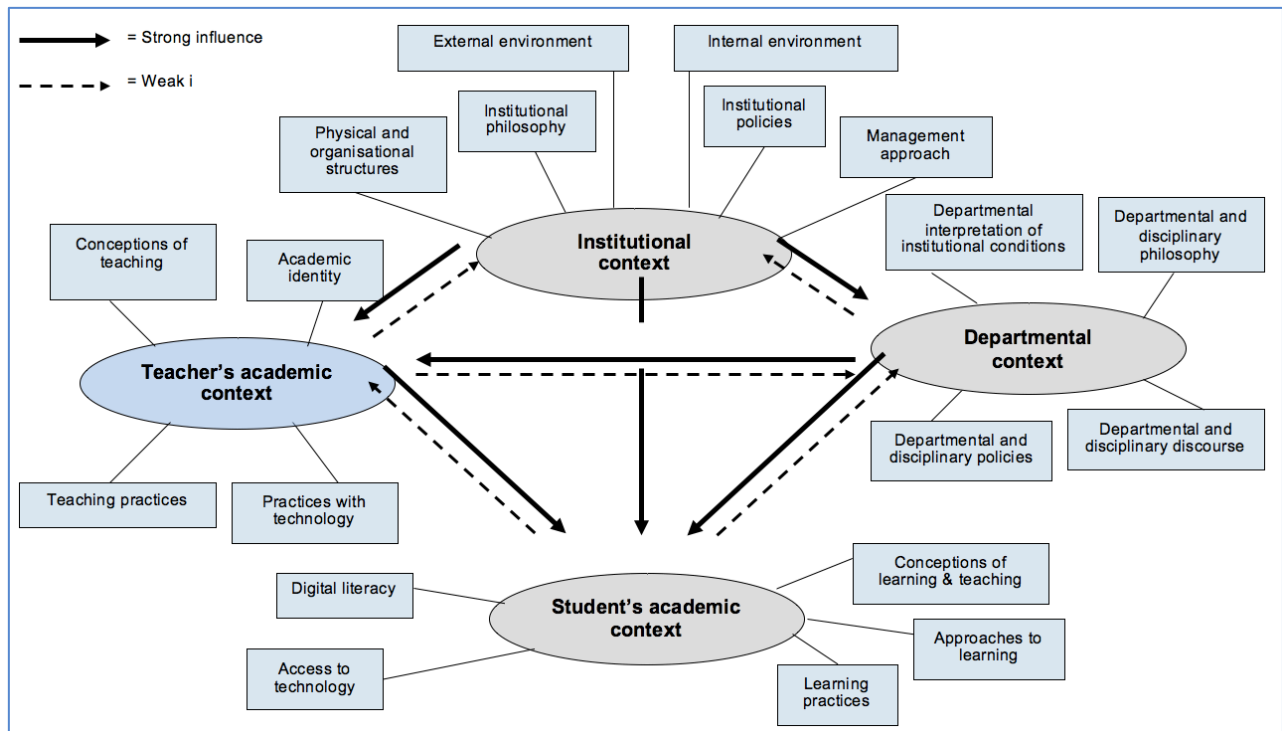 = Strong influence
= Weak i
External environment
Internal environment
Institutional
philosophy
Institutional
policies
Physical and
organisational
structures
Management
approach
Conceptions of
teaching
Academic
identity
Institutional
context
Departmental
interpretation of
institutional conditions
Departmental and
disciplinary
philosophy
Teacher's academic
context
Departmental
context
Teaching practices
Practices with
technology
Departmental and
disciplinary policies
Departmental and
disciplinary discourse
Digital literacy
Student's academic
context
Conceptions of
learning & teaching
Access to
technology
Learning
practices
Approaches to
learning